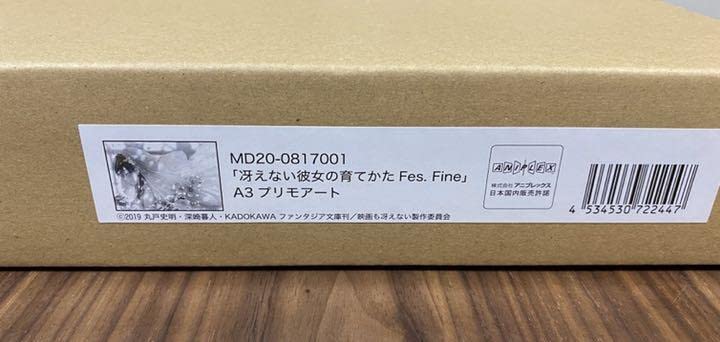 MD20-0817001
「冴えない彼女の育てかた Fes. Fine」
A3 プリモアート
©2019 丸戸史明・深崎暮人・KADOKAWA ファンタジア文庫刊／映画も冴えない製作委員会
ANIPLEX
株式会社 アニプレックス
日本国内販売許諾
4 534530 722447